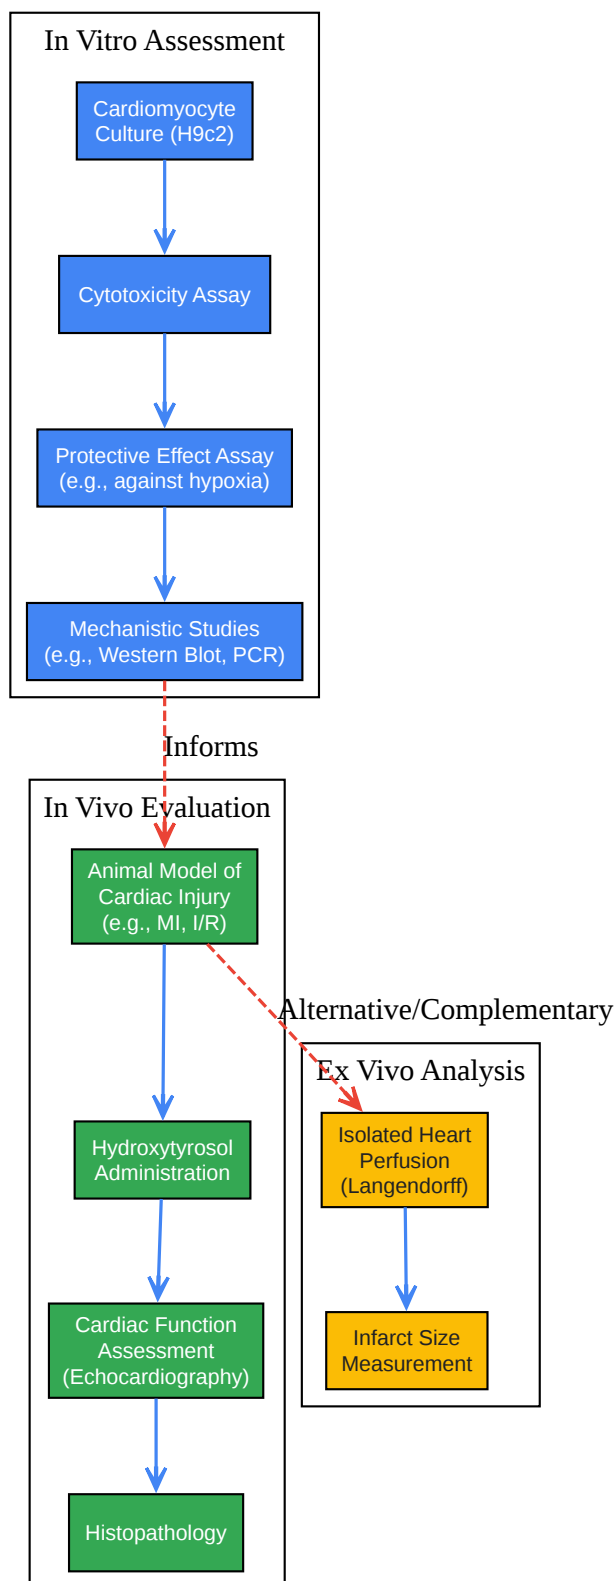 In Vitro Assessment
Cardiomyocyte
Culture (H9c2)
Cytotoxicity Assay
Protective Effect Assay
(e.g., against hypoxia)
Mechanistic Studies
(e.g., Western Blot, PCR)
Informs
In Vivo Evaluation
Animal Model of
Cardiac Injury
(e.g., MI, I/R)
Alternative/Complementary
Ex Vivo Analysis
Isolated Heart
Perfusion
(Langendorff)
Hydroxytyrosol
Administration
Cardiac Function
Assessment
(Echocardiography)
Infarct Size
Measurement
Histopathology